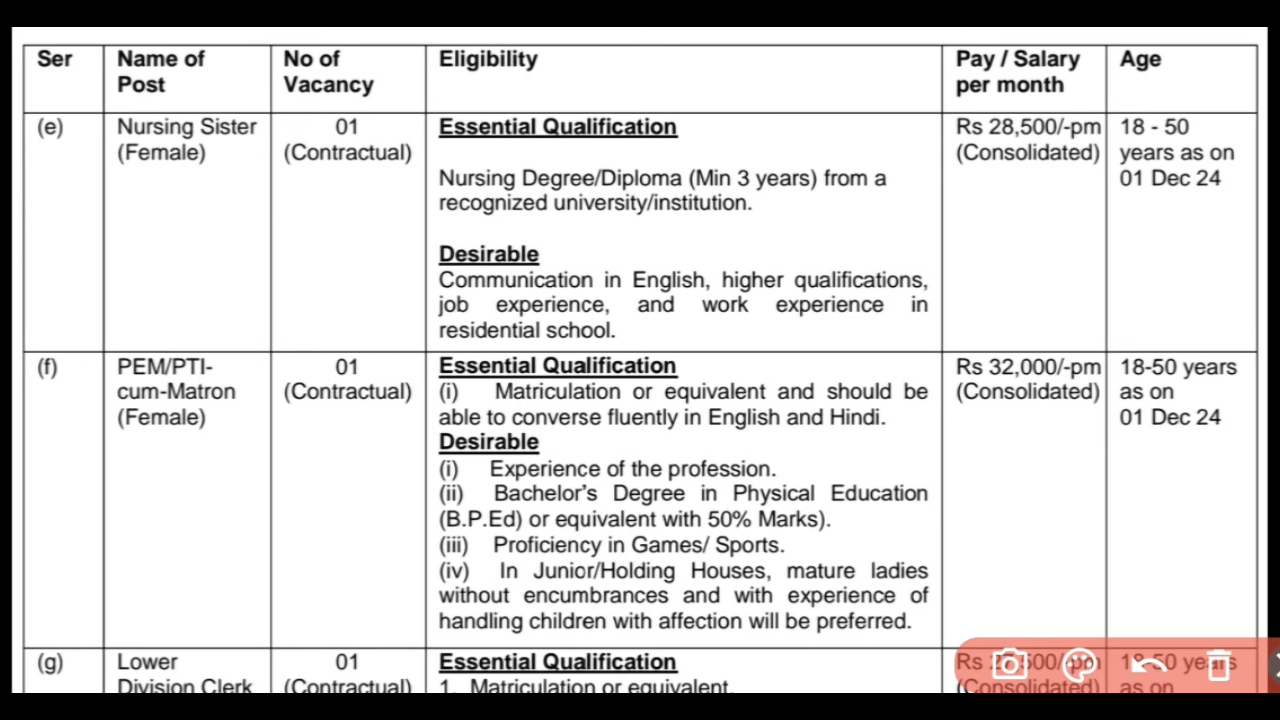 Ser
Name of
Post
No of
Vacancy
Eligibility
Pay / Salary
per month
Age
(e)
Nursing Sister
(Female)
01
(Contractual)
Essential Qualification
Nursing Degree/Diploma (Min 3 years) from a
recognized university/institution.
Desirable
Communication in English, higher qualifications,
job experience, and work experience in
residential school.
Rs 28,500/-pm
(Consolidated)
18 - 50
years as on
01 Dec 24
(f)
PEM/PTI-
cum-Matron
(Female)
01
(Contractual)
Essential Qualification
(i) Matriculation or equivalent and should be
able to converse fluently in English and Hindi.
Desirable
(i) Experience of the profession.
(ii) Bachelor's Degree in Physical Education
(B.P.Ed) or equivalent with 50% Marks).
(iii) Proficiency in Games/ Sports.
(iv) In Junior/Holding Houses, mature ladies
without encumbrances and with experience of
handling children with affection will be preferred.
Rs 32,000/-pm
(Consolidated)
18-50 years
as on
01 Dec 24
(g)
Lower
Division Clerk
01
(Contractual)
Essential Qualification
1. Matriculation or equivalent.
Rs
(Consolidated)
18-50 years
as on